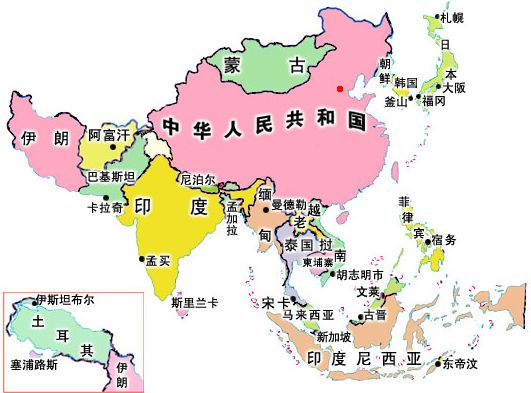 札幌
日本
蒙古
朝鲜
韩国
大阪
釜山
福冈
中华人民共和国
伊朗
阿富汗
巴基斯坦
尼泊尔
卡拉奇
印度
孟加拉
缅甸
曼德勒
老挝
越南
泰国
菲律宾
宿务
柬埔寨
孟买
胡志明市
文莱
斯里兰卡
宋卡
马来西亚
古晋
新加坡
印度尼西亚
东帝汶
伊斯坦布尔
土耳其
塞浦路斯
伊朗